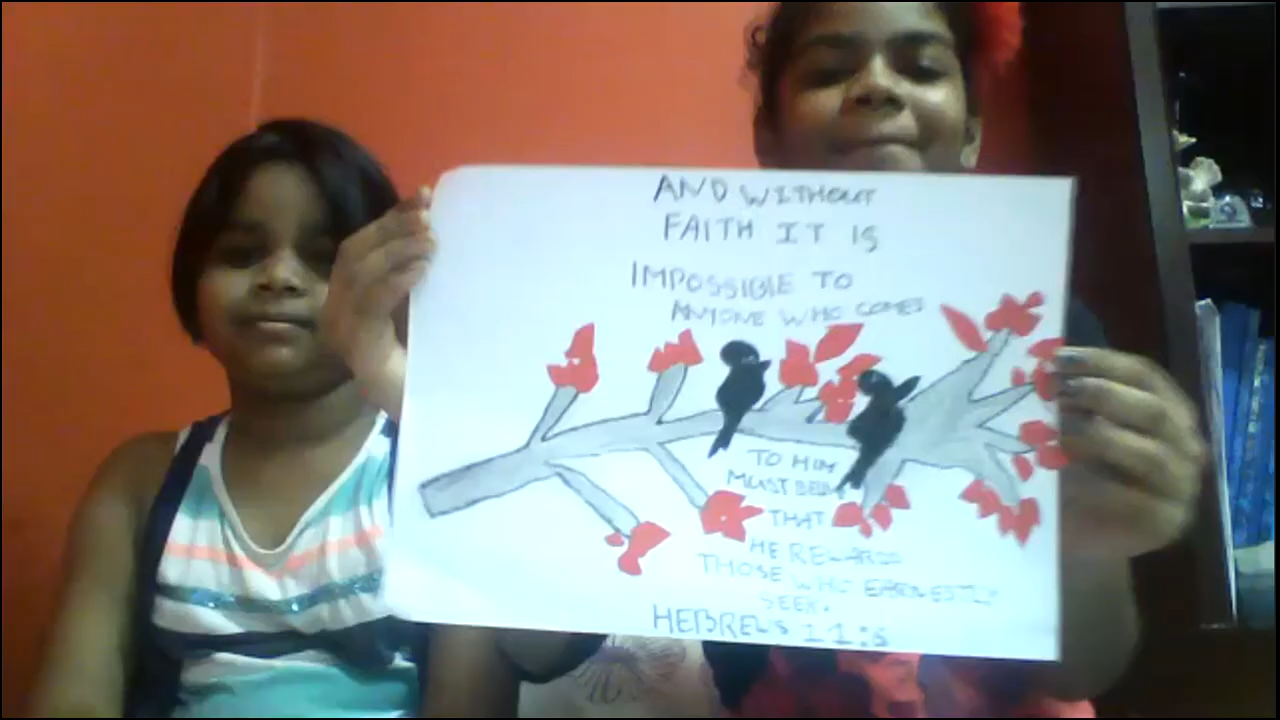 AND WITHOUT
FAITH IT IS
IMPOSSIBLE TO
ANYONE WHO COMES
TO HIM
MUST
THAT
HE REWARDS
THOSE WHO EARNESTLY
SEEK.
HEBREWS 11:6